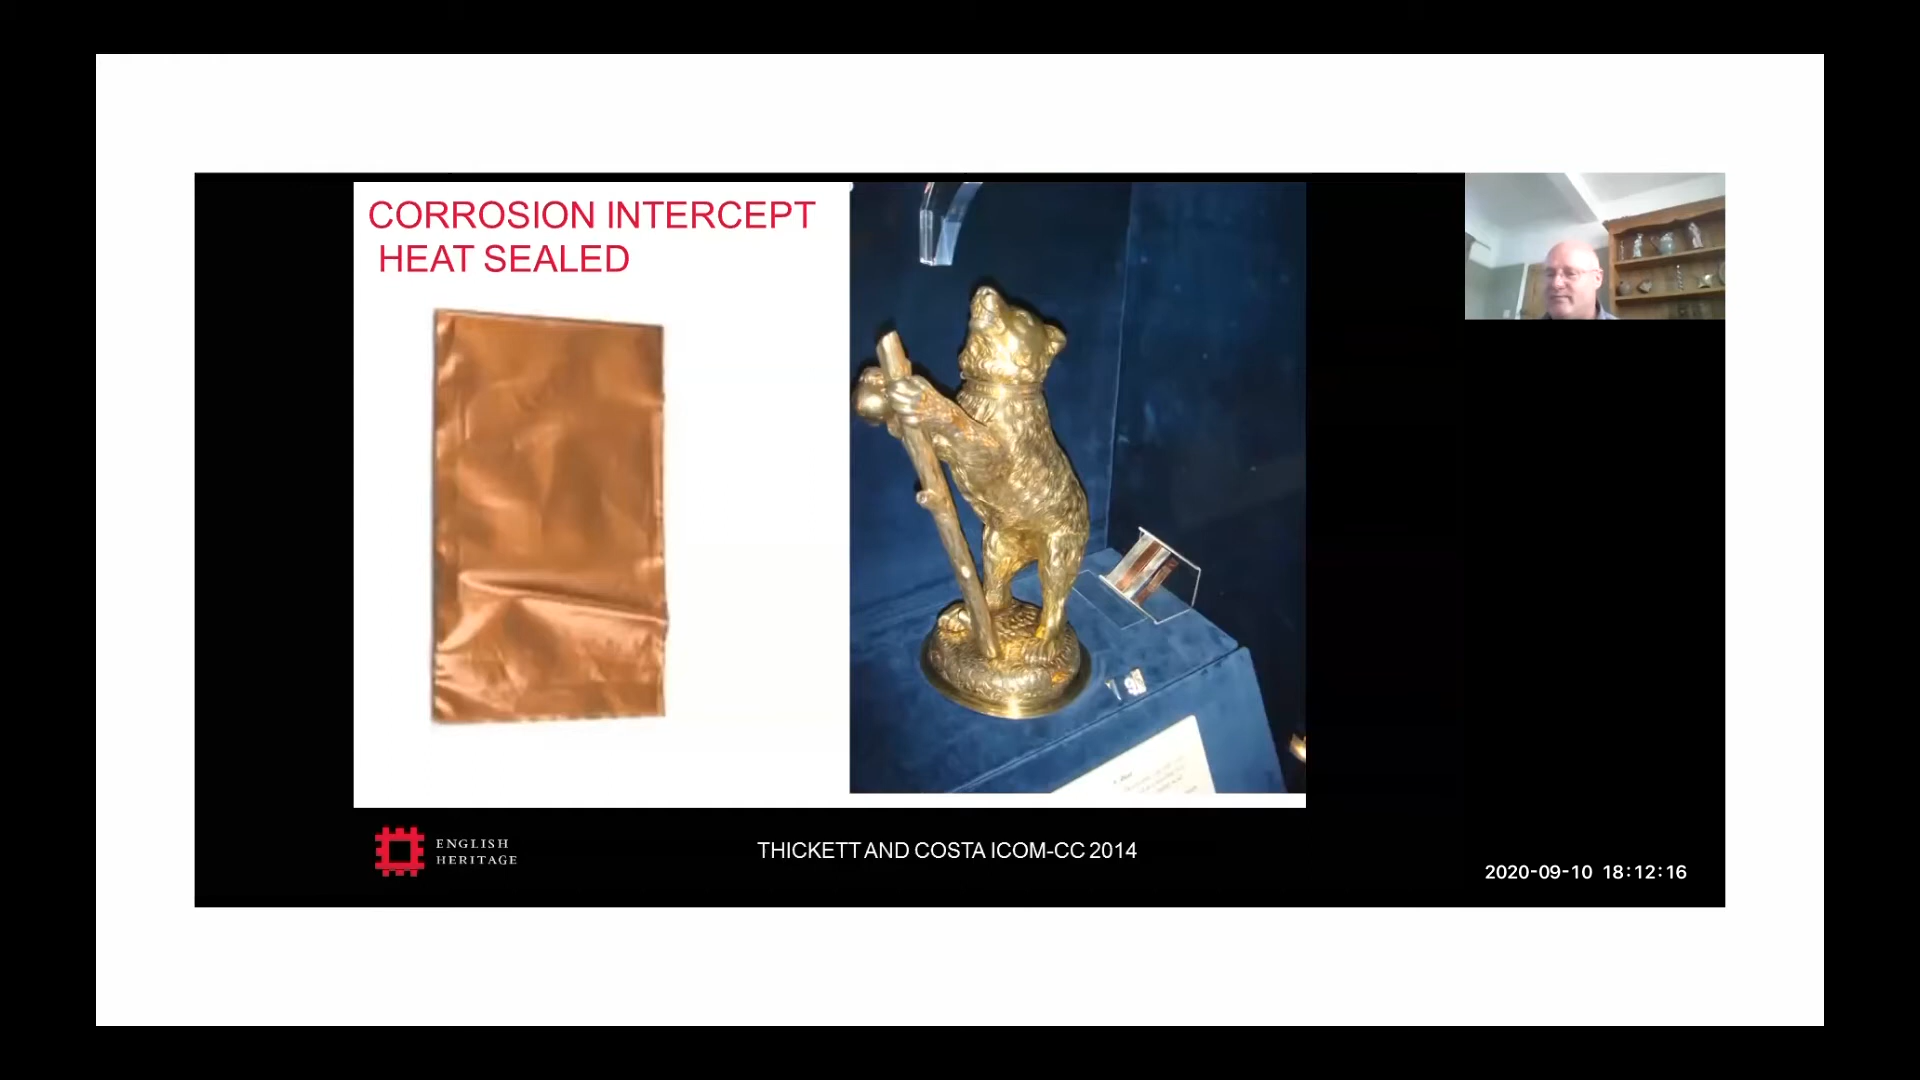 CORROSION INTERCEPT
HEAT SEALED
ENGLISH
HERITAGE
THICKETT AND COSTA ICOM-CC 2014
2020-09-10 18:12:16